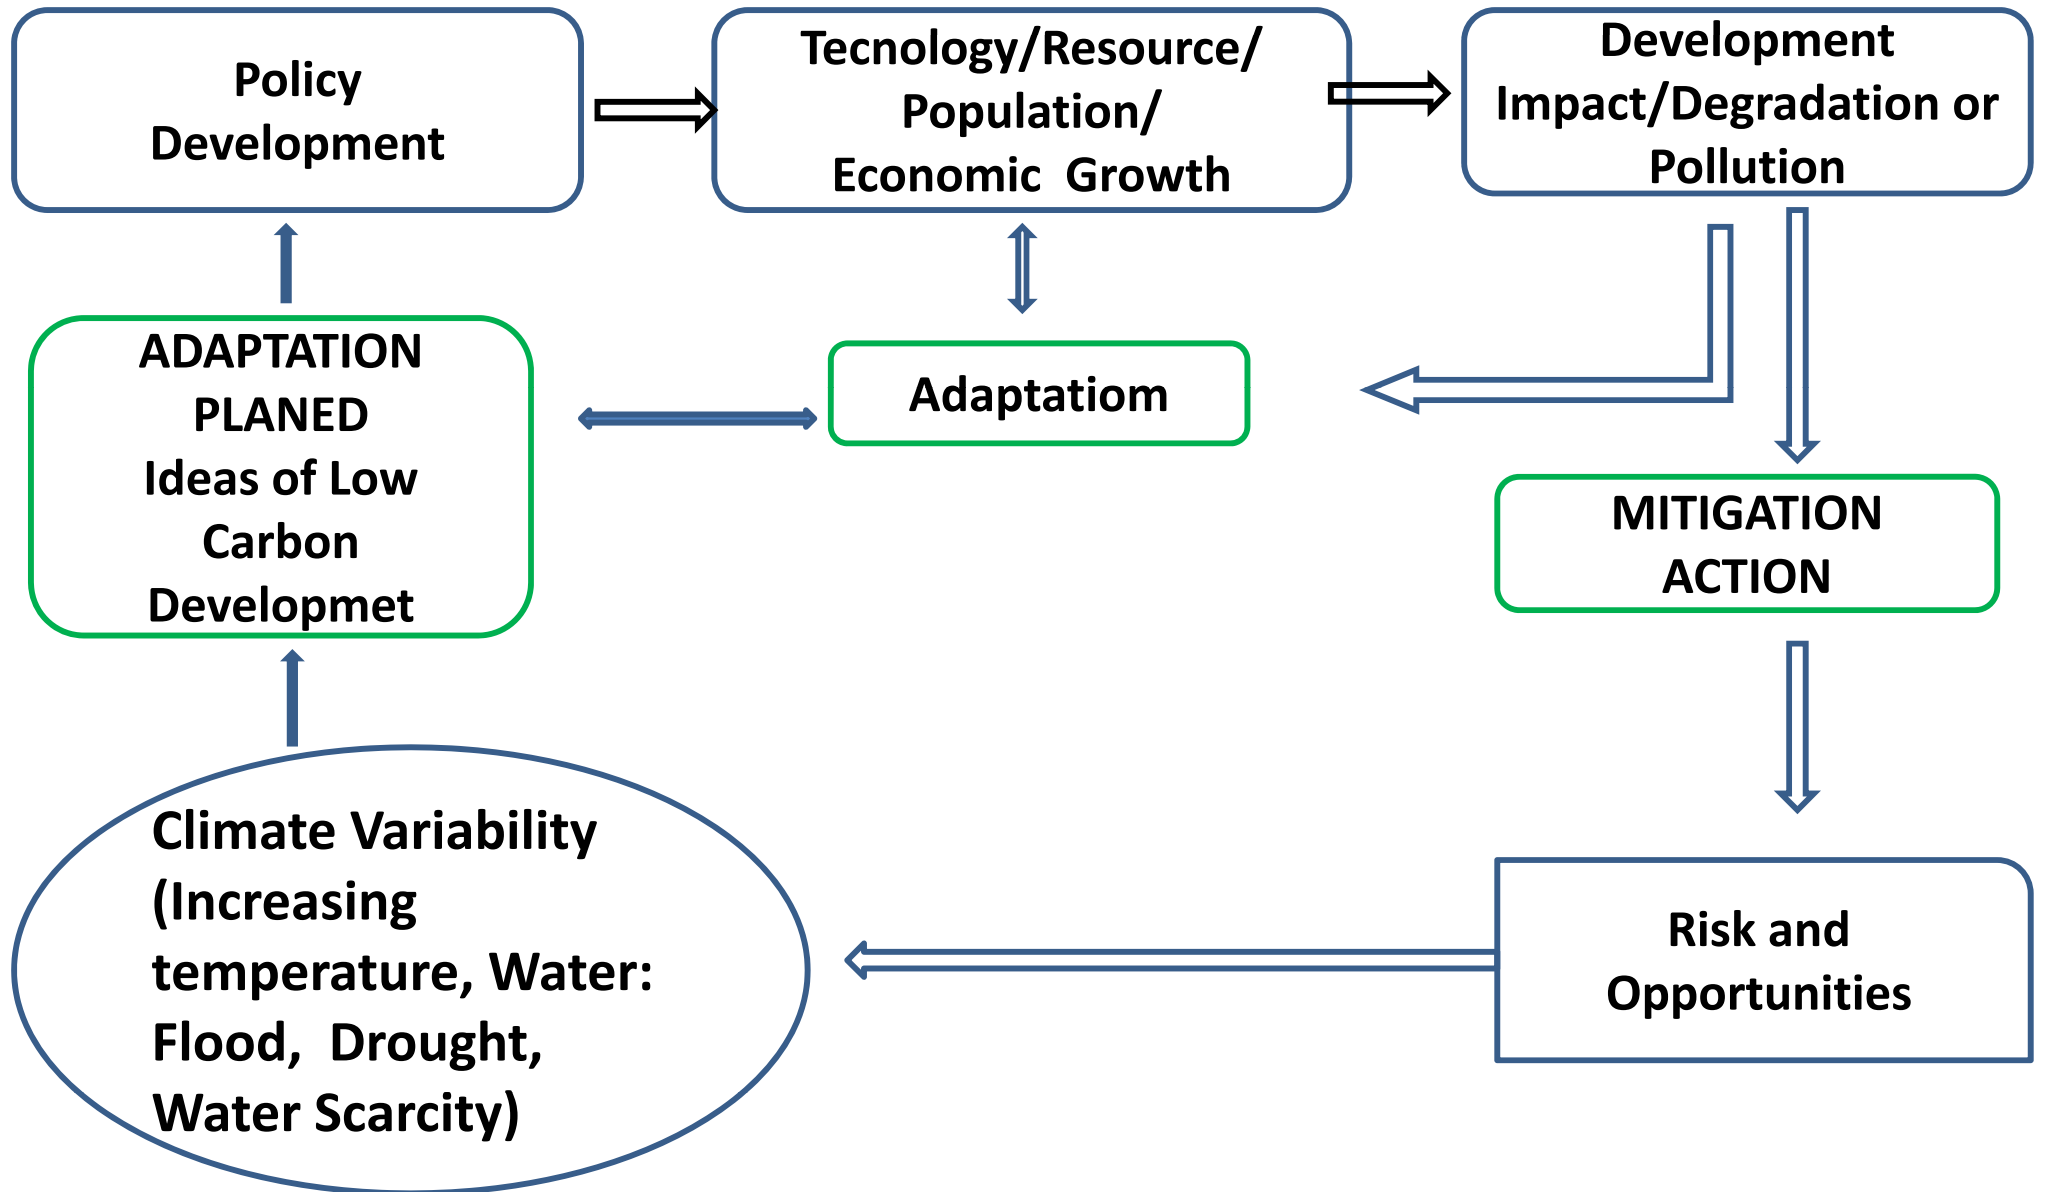 Policy
Development
Tecnology/Resource/
Population/
Economic  Growth
Development
Impact/Degradation or
Pollution
ADAPTATION
PLANED
Ideas of Low
Carbon
Developmet
Adaptatiom
MITIGATION
ACTION
Climate Variability
(Increasing
temperature, Water:
Flood,  Drought,
Water Scarcity)
Risk and
Opportunities